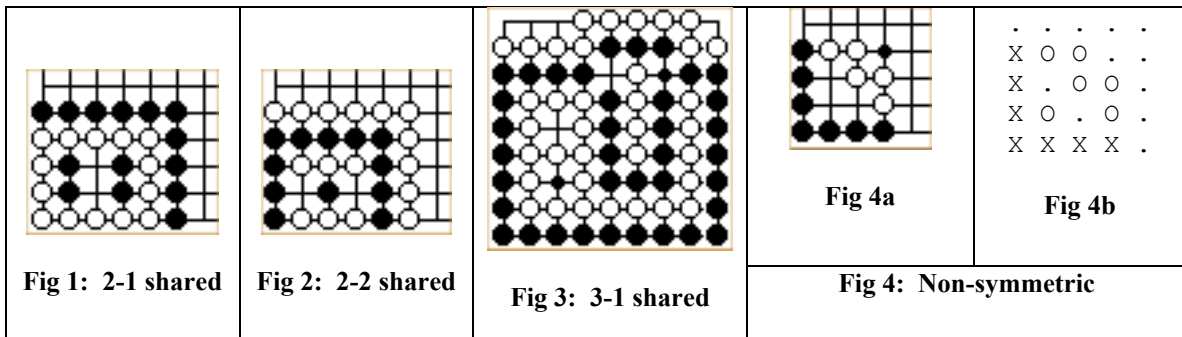 . . . . .
X O O . .
X . O O .
X O . O .
X X X X .
Fig 1: 2-1 shared
Fig 2: 2-2 shared
Fig 3: 3-1 shared
Fig 4a
Fig 4b
Fig 4: Non-symmetric